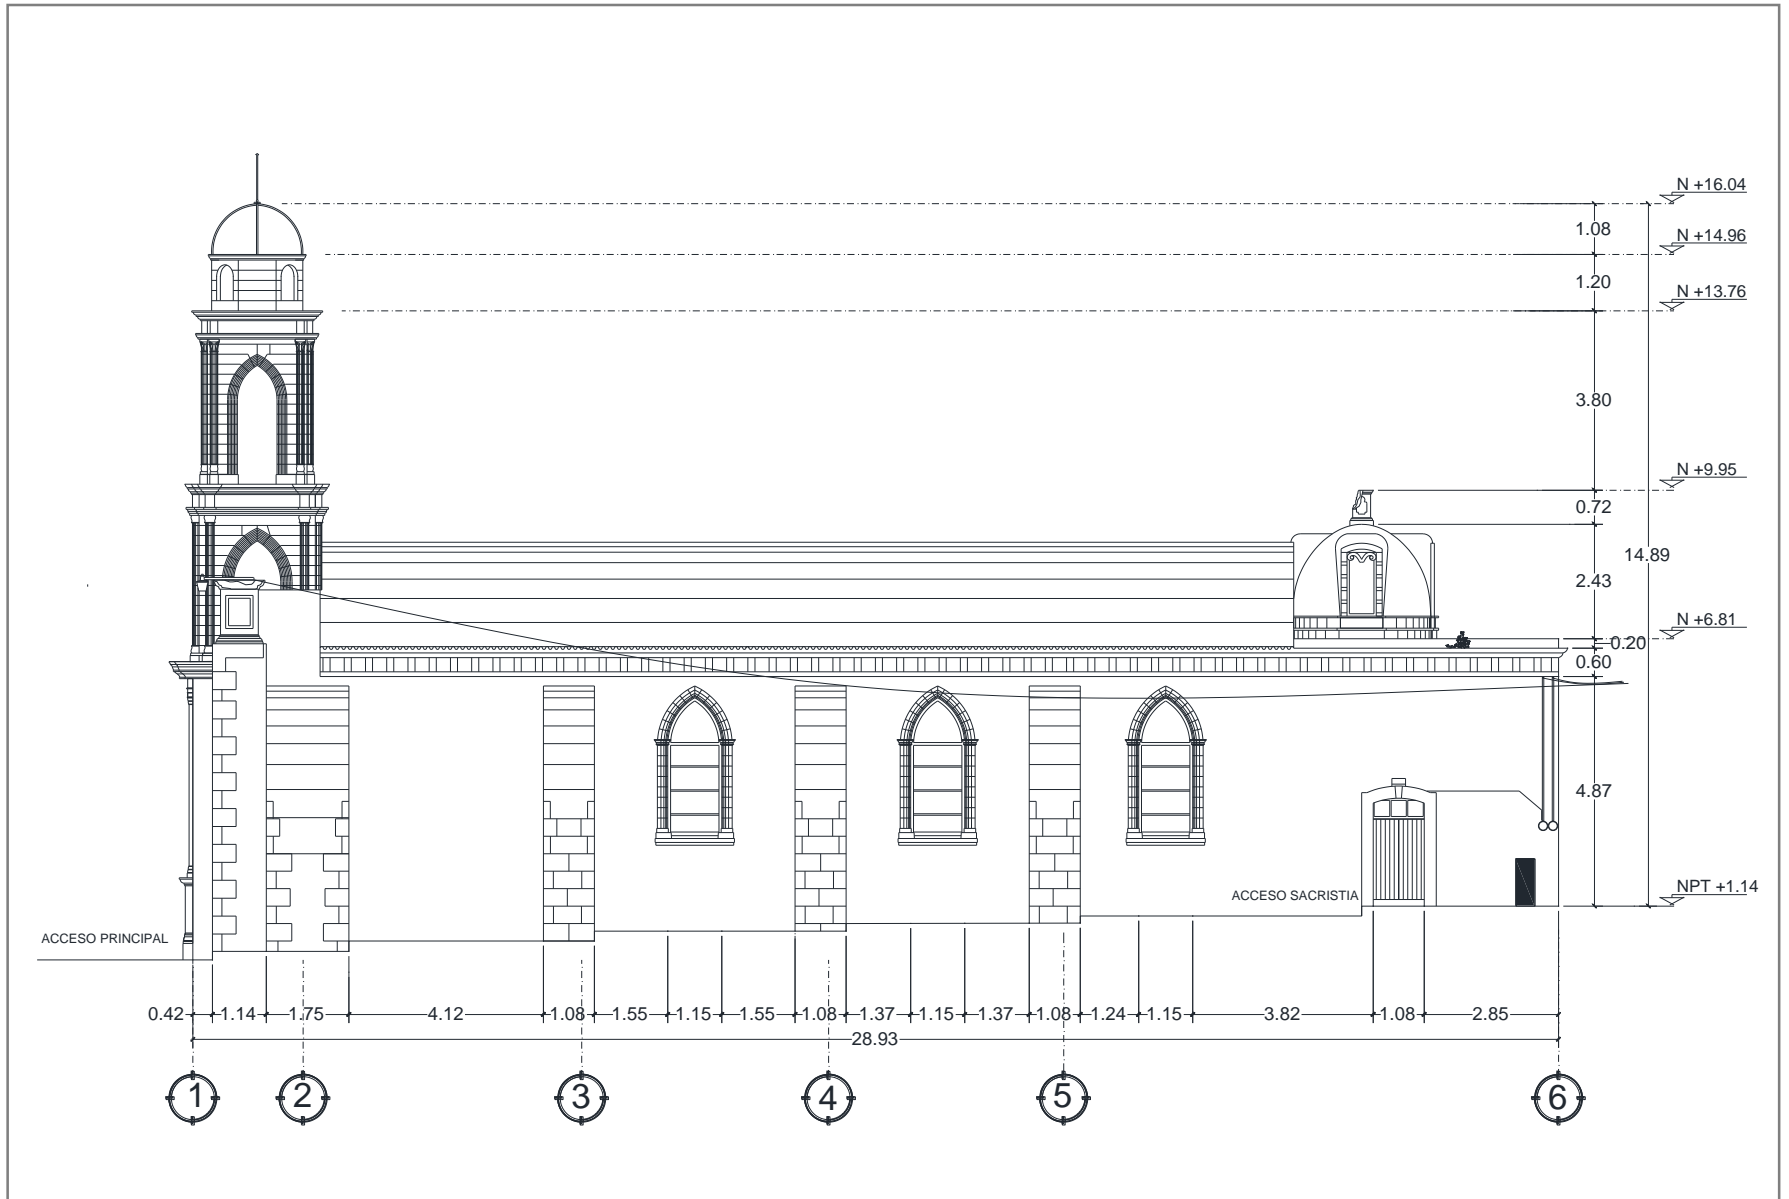 N +16.04
1.08
N +14.96
1.20
N +13.76
3.80
N +9.95
0.72
14.89
2.43
N +6.81
0.20
0.60
4.87
NPT +1.14
ACCESO SACRISTIA
ACCESO PRINCIPAL
0.42 1.14 1.75 4.12 1.08 1.55 1.15 1.55 1.08 1.37 1.15 1.37 1.08 1.24 1.15 3.82 1.08 2.85
28.93
1 2 3 4 5 6